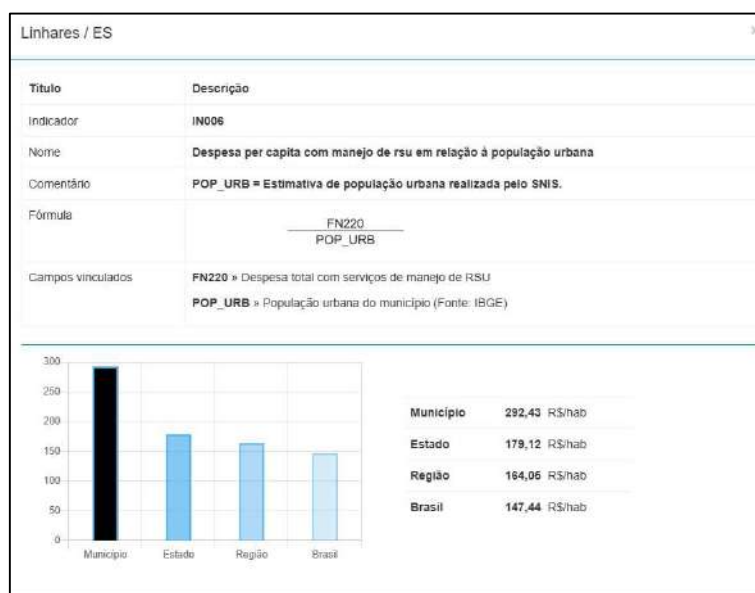 Linhares / ES
Título Descrição
Indicador IN006
Nome Despesa per capita com manejo de rsu em relação à população urbana
Comentário POP_URB = Estimativa de população urbana realizada pelo SNIS.
Fórmula
FN220
POP_URB
Campos vinculados FN220 » Despesa total com serviços de manejo de RSU
POP_URB » População urbana do município (Fonte: IBGE)
300
250
200
150
100
50
0
Município Estado Região Brasil
Município 292,43 R$/hab
Estado 179,12 R$/hab
Região 164,05 R$/hab
Brasil 147,44 R$/hab